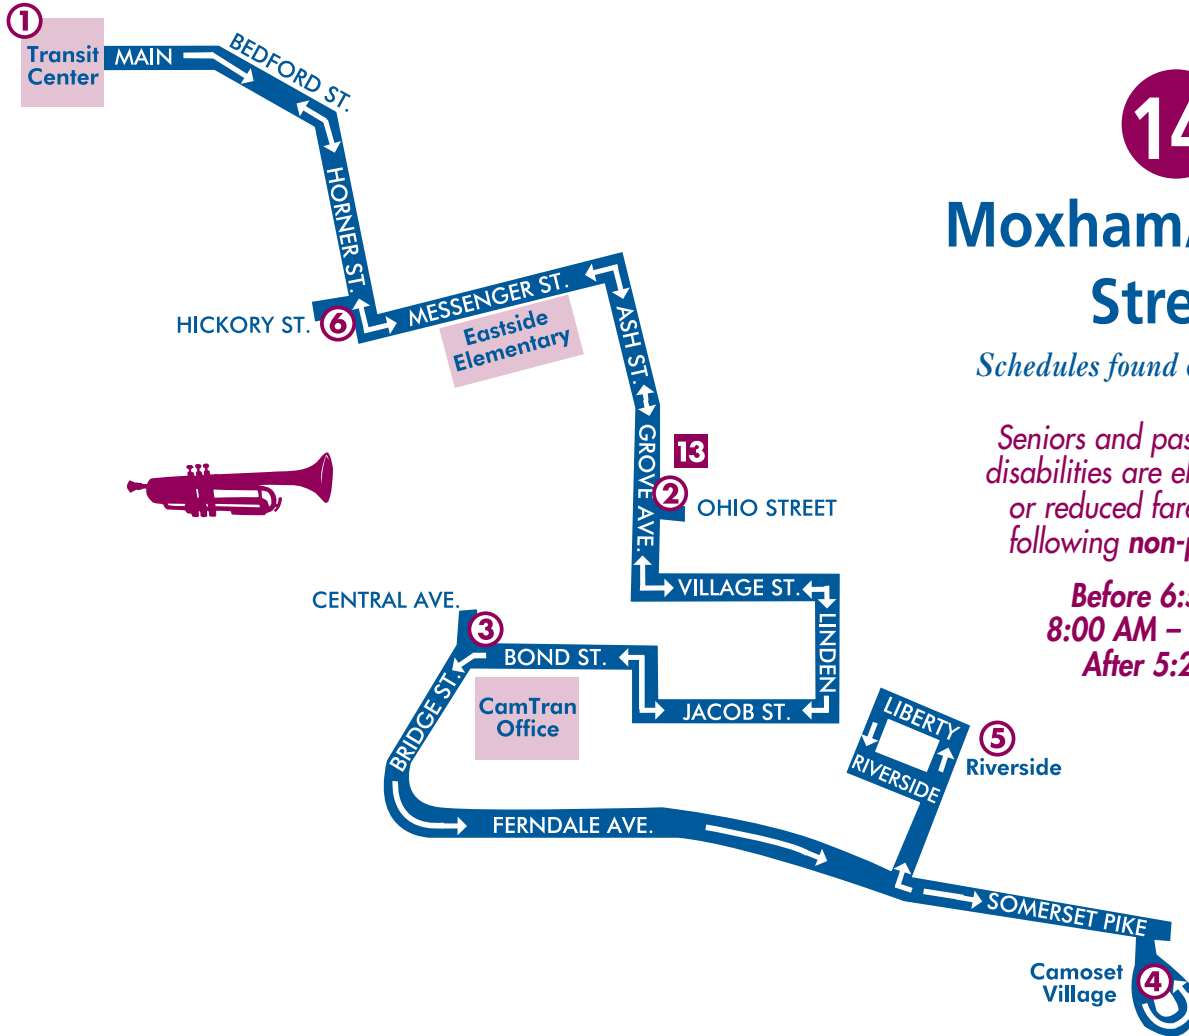 1
Transit
Center
MAIN
BEDFORD ST.
HORNER ST.
HICKORY ST.
6
MESSENGER ST.
Eastside
Elementary
ASH ST.
GROVE AVE.
13
2
OHIO STREET
VILLAGE ST.
LINDEN
JACOB ST.
CENTRAL AVE.
3
BOND ST.
BRIDGE ST.
CamTran
Office
FERNDALE AVE.
LIBERTY
RIVERSIDE
5
Riverside
SOMERSET PIKE
Camoset
Village
4
14
Moxham
Stre
Schedules found
Seniors and pas
disabilities are el
or reduced fare
following non-p
Before 6:
8:00 AM –
After 5:2